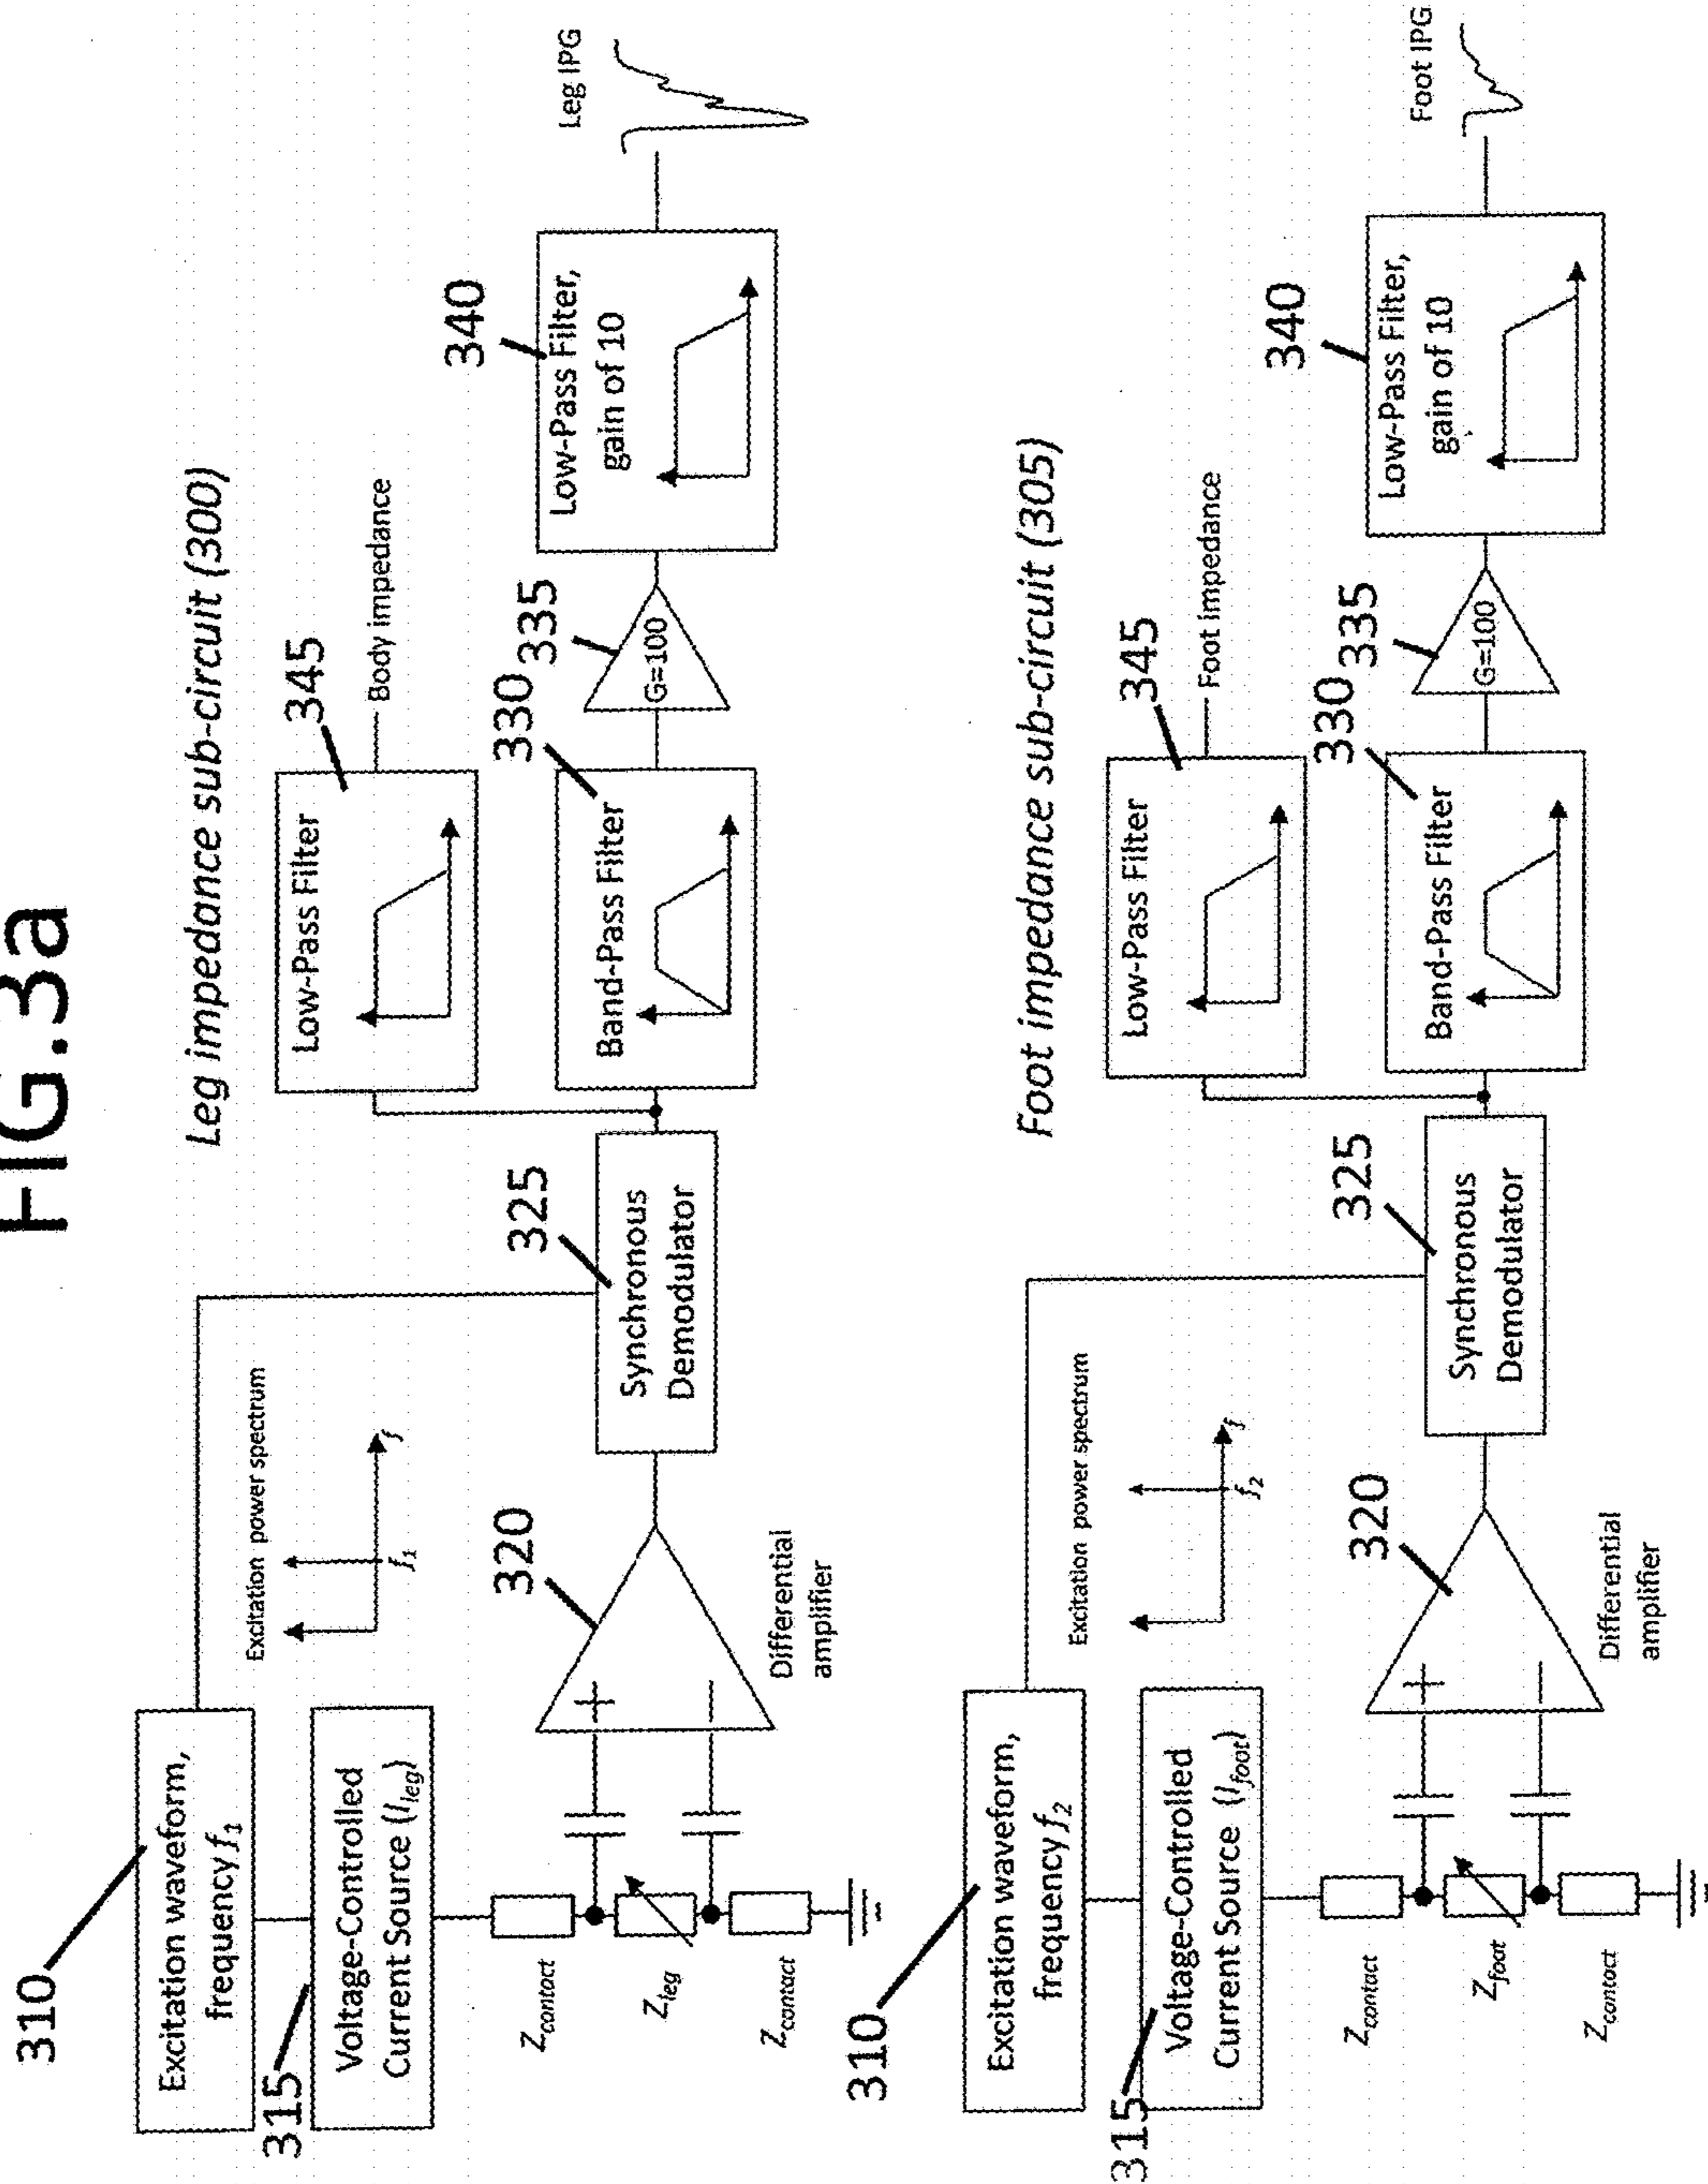 FIG.3a
Leg impedance sub-circuit (300)
310
Excitation waveform,
frequency f1
Excitation power spectrum
f1
f
315
Voltage-Controlled
Current Source (Ileg)
Zcontact
Zleg
Zcontact
320
+
−
Differential
amplifier
325
Synchronous
Demodulator
345
Low-Pass Filter
Body impedance
330
Band-Pass Filter
335
G=100
340
Low-Pass Filter,
gain of 10
Leg IPG
Foot impedance sub-circuit (305)
310
Excitation waveform,
frequency f2
Excitation power spectrum
f2
f
315
Voltage-Controlled
Current Source (Ifoot)
Zcontact
Zfoot
Zcontact
320
+
−
Differential
amplifier
325
Synchronous
Demodulator
345
Low-Pass Filter
Foot impedance
330
Band-Pass Filter
335
G=100
340
Low-Pass Filter,
gain of 10
Foot IPG